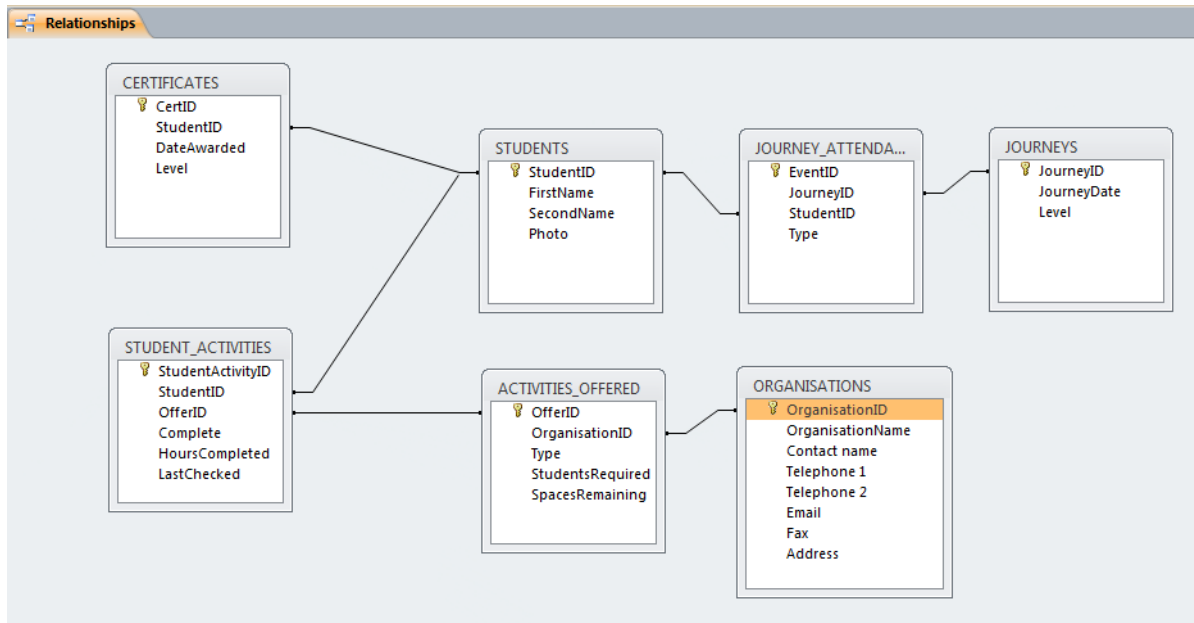 Relationships
CERTIFICATES
CertID
StudentID
DateAwarded
Level
STUDENTS
StudentID
FirstName
SecondName
Photo
JOURNEY_ATTENDA...
EventID
JourneyID
StudentID
Type
JOURNEYS
JourneyID
JourneyDate
Level
STUDENT_ACTIVITIES
StudentActivityID
StudentID
OfferID
Complete
HoursCompleted
LastChecked
ACTIVITIES_OFFERED
OfferID
OrganisationID
Type
StudentsRequired
SpacesRemaining
ORGANISATIONS
OrganisationID
OrganisationName
Contact name
Telephone 1
Telephone 2
Email
Fax
Address